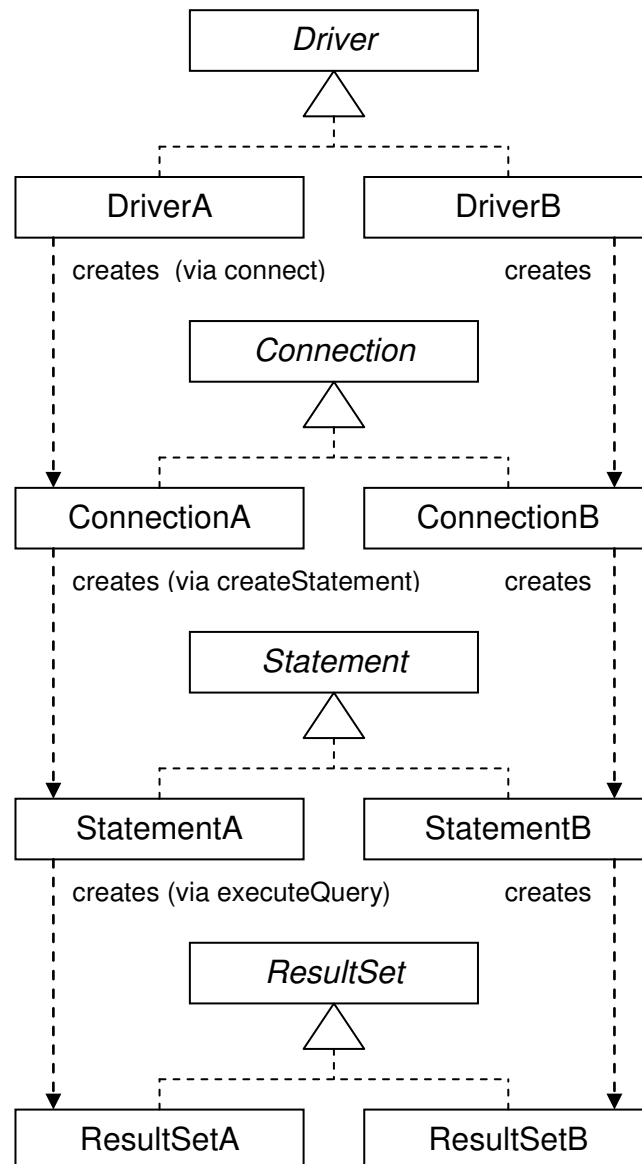 Driver
DriverA DriverB
creates (via connect) creates
Connection
ConnectionA ConnectionB
creates (via createStatement) creates
Statement
StatementA StatementB
creates (via executeQuery) creates
ResultSet
ResultSetA ResultSetB